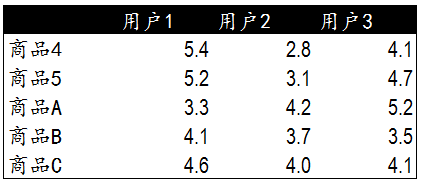 用户1 用户2 用户3
商品4 5.4 2.8 4.1
商品5 5.2 3.1 4.7
商品A 3.3 4.2 5.2
商品B 4.1 3.7 3.5
商品C 4.6 4.0 4.1